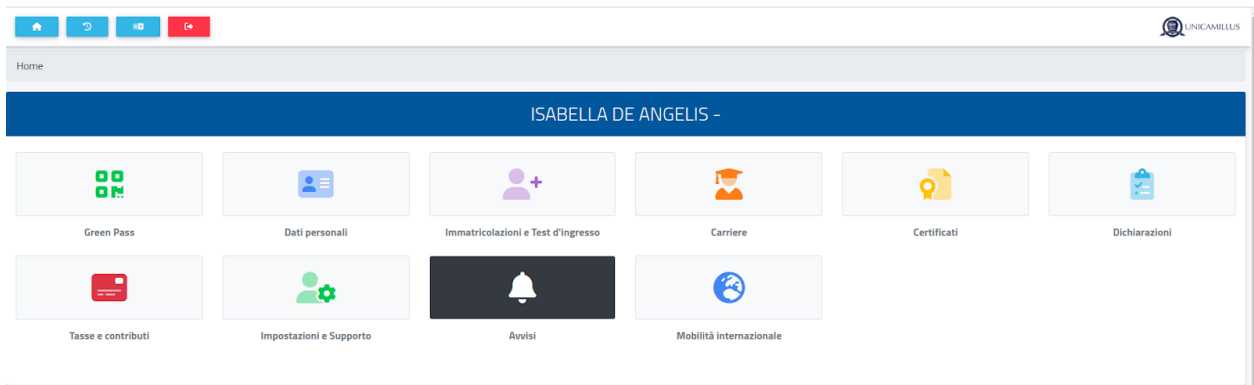 UNICAMILLUS
Home
ISABELLA DE ANGELIS -
Green Pass
Dati personali
Immatricolazioni e Test d'ingresso
Carriere
Certificati
Dichiarazioni
Tasse e contributi
Impostazioni e Supporto
Avvisi
Mobilità internazionale